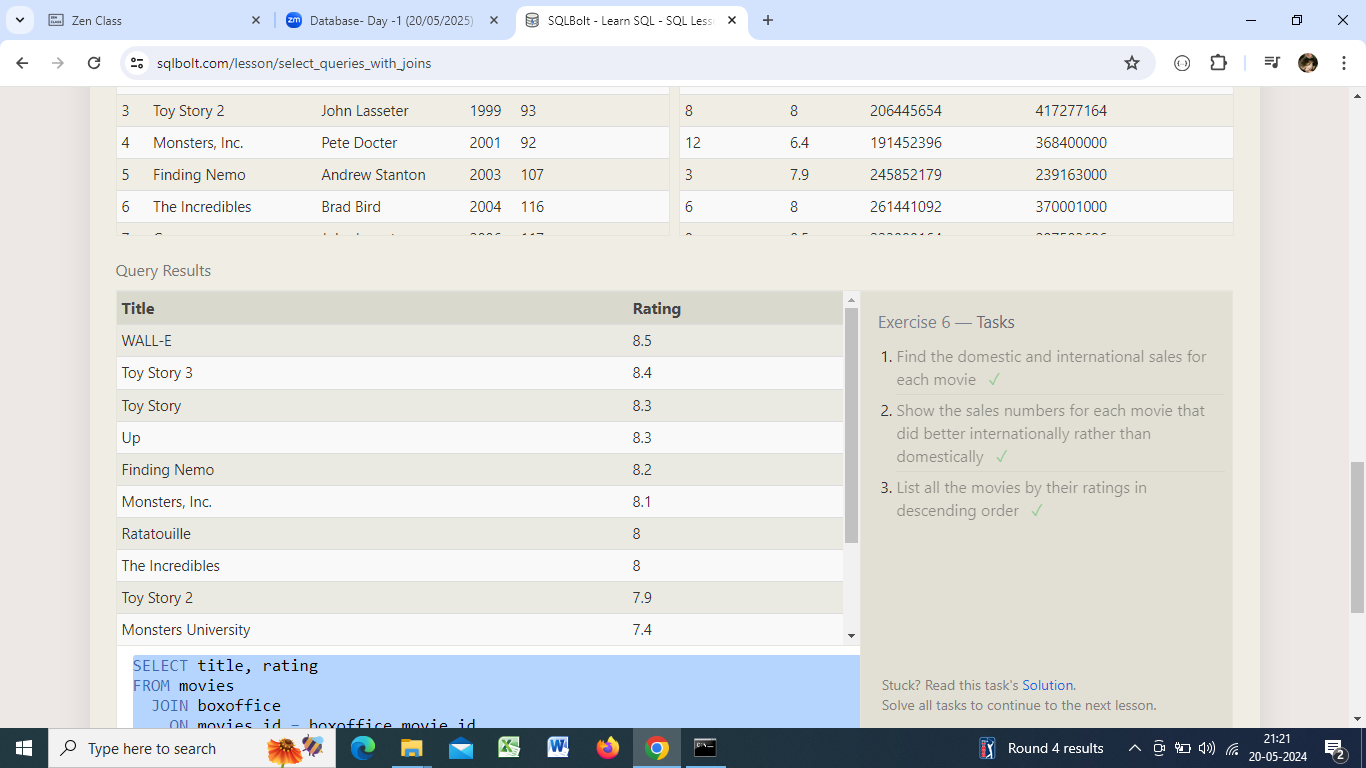 Zen Class
Database- Day -1 (20/05/2025)
SQLBolt - Learn SQL - SQL Less
sqlbolt.com/lesson/select_queries_with_joins
3 Toy Story 2 John Lasseter 1999 93 8 8 206445654 417277164
4 Monsters, Inc. Pete Docter 2001 92 12 6.4 191452396 368400000
5 Finding Nemo Andrew Stanton 2003 107 3 7.9 245852179 239163000
6 The Incredibles Brad Bird 2004 116 6 8 261441092 370001000
Query Results
Title Rating
WALL-E 8.5
Toy Story 3 8.4
Toy Story 8.3
Up 8.3
Finding Nemo 8.2
Monsters, Inc. 8.1
Ratatouille 8
The Incredibles 8
Toy Story 2 7.9
Monsters University 7.4
Exercise 6 — Tasks
1. Find the domestic and international sales for
each movie ✓
2. Show the sales numbers for each movie that
did better internationally rather than
domestically ✓
3. List all the movies by their ratings in
descending order ✓
Stuck? Read this task's Solution.
Solve all tasks to continue to the next lesson.
SELECT title, rating
FROM movies
JOIN boxoffice
ON movies.id = boxoffice.movie_id
Type here to search
Round 4 results
21:21
20-05-2024
2